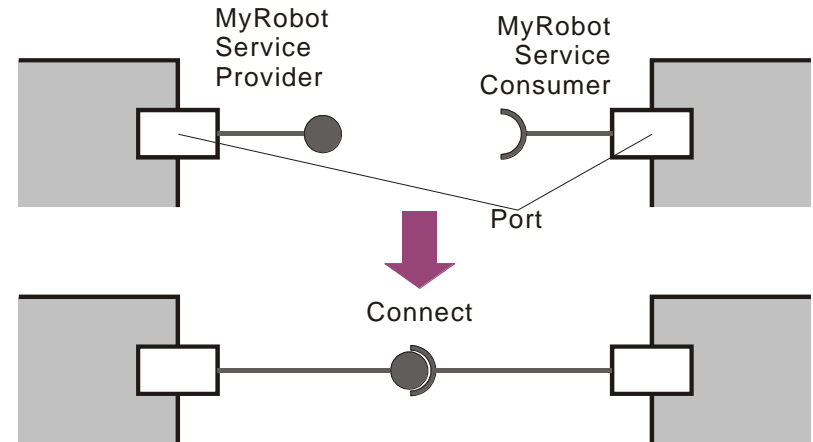 MyRobot
Service
Provider
MyRobot
Service
Consumer
Port
Connect